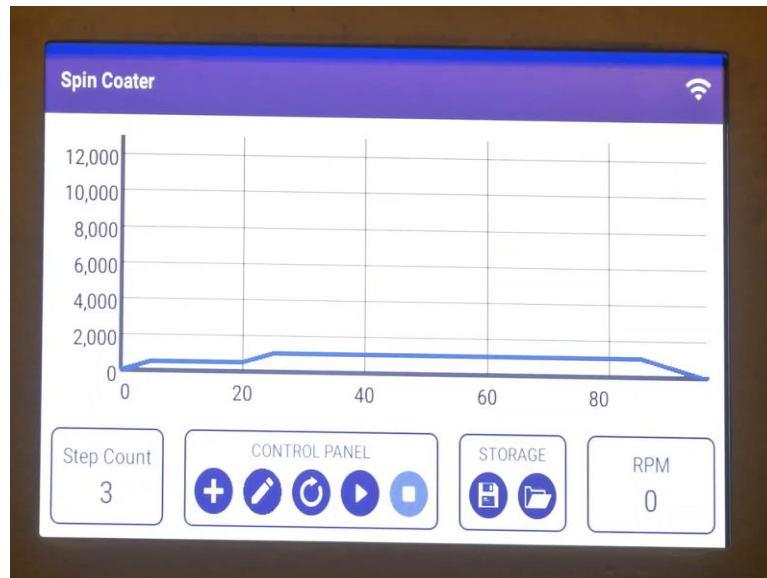 Spin Coater
12,000
10,000
8,000
6,000
4,000
2,000
0
0 20 40 60 80
Step Count
3
CONTROL PANEL
STORAGE
RPM
0